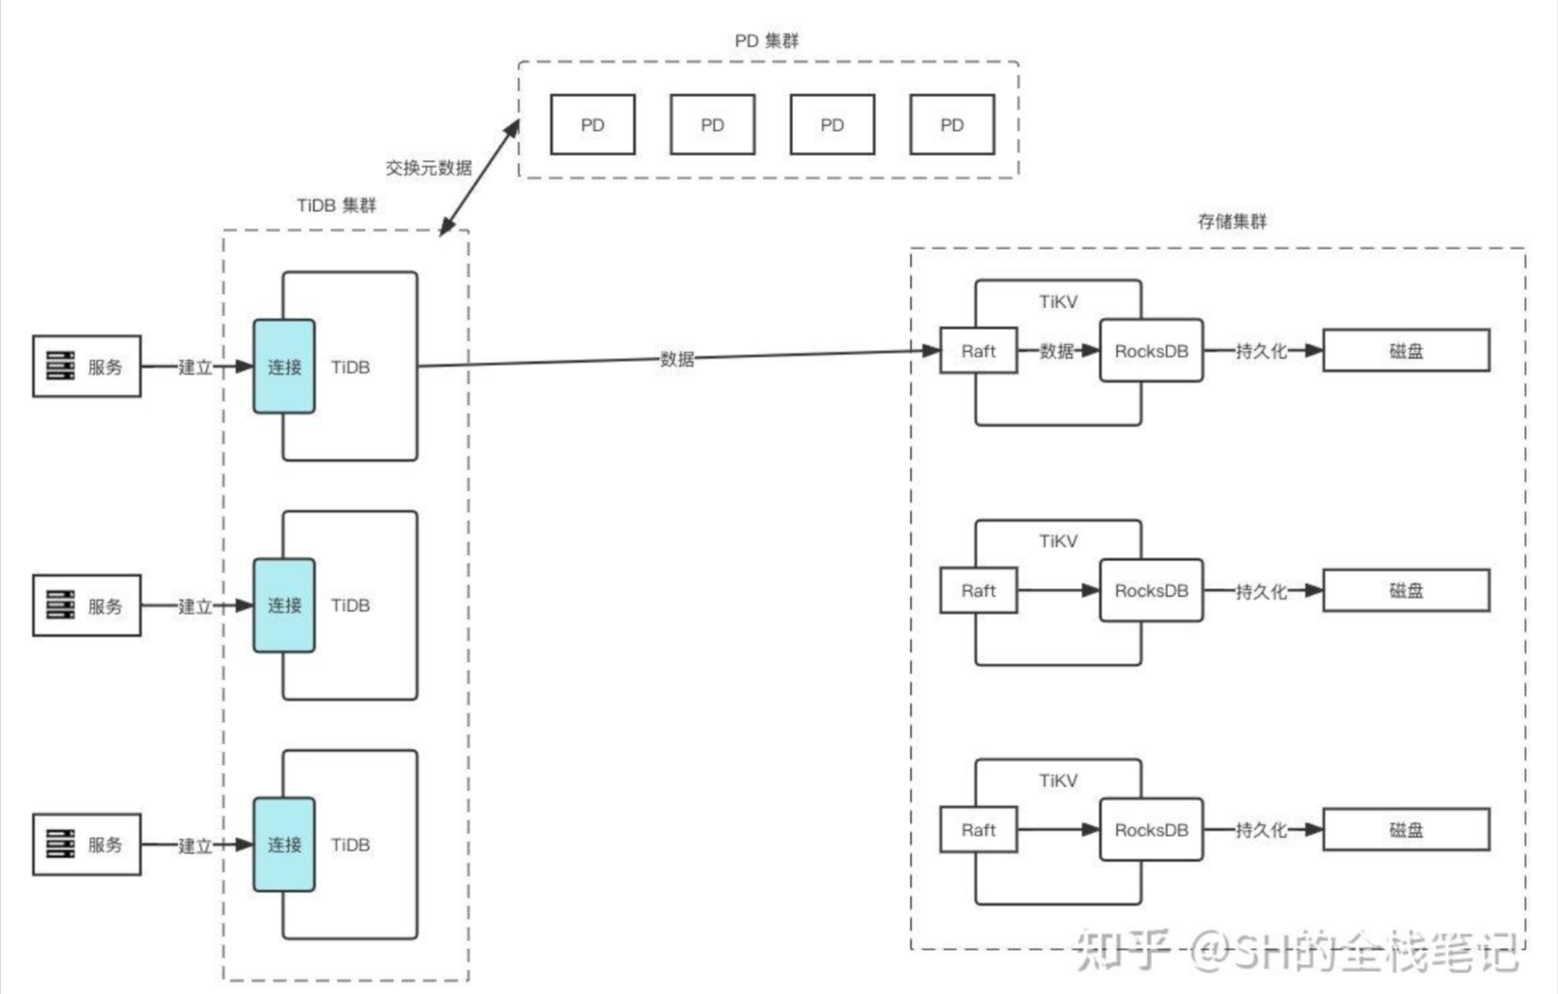 PD 集群
PD PD PD PD
交换元数据
TiDB 集群
存储集群
服务 建立 连接 TiDB 数据 Raft 数据 TiKV RocksDB 持久化 磁盘
服务 建立 连接 TiDB Raft TiKV RocksDB 持久化 磁盘
服务 建立 连接 TiDB Raft TiKV RocksDB 持久化 磁盘
知乎 @SH的全栈笔记